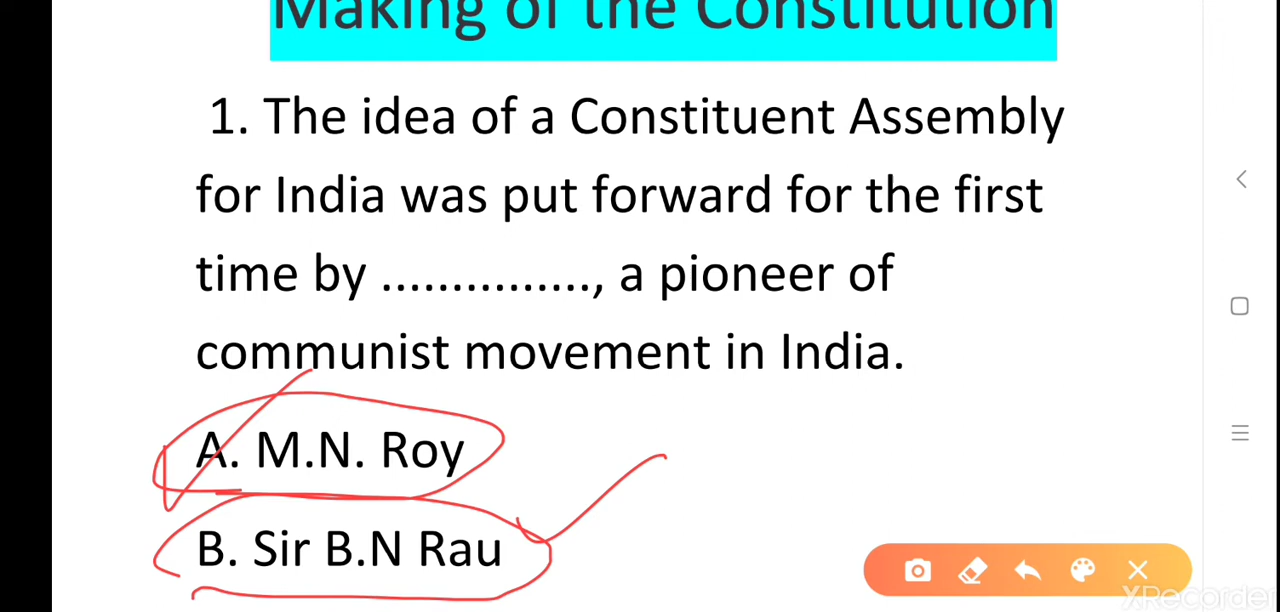 Making of the Constitution
1. The idea of a Constituent Assembly
for India was put forward for the first
time by ..............., a pioneer of
communist movement in India.
A. M.N. Roy
B. Sir B.N Rau
XRecorder